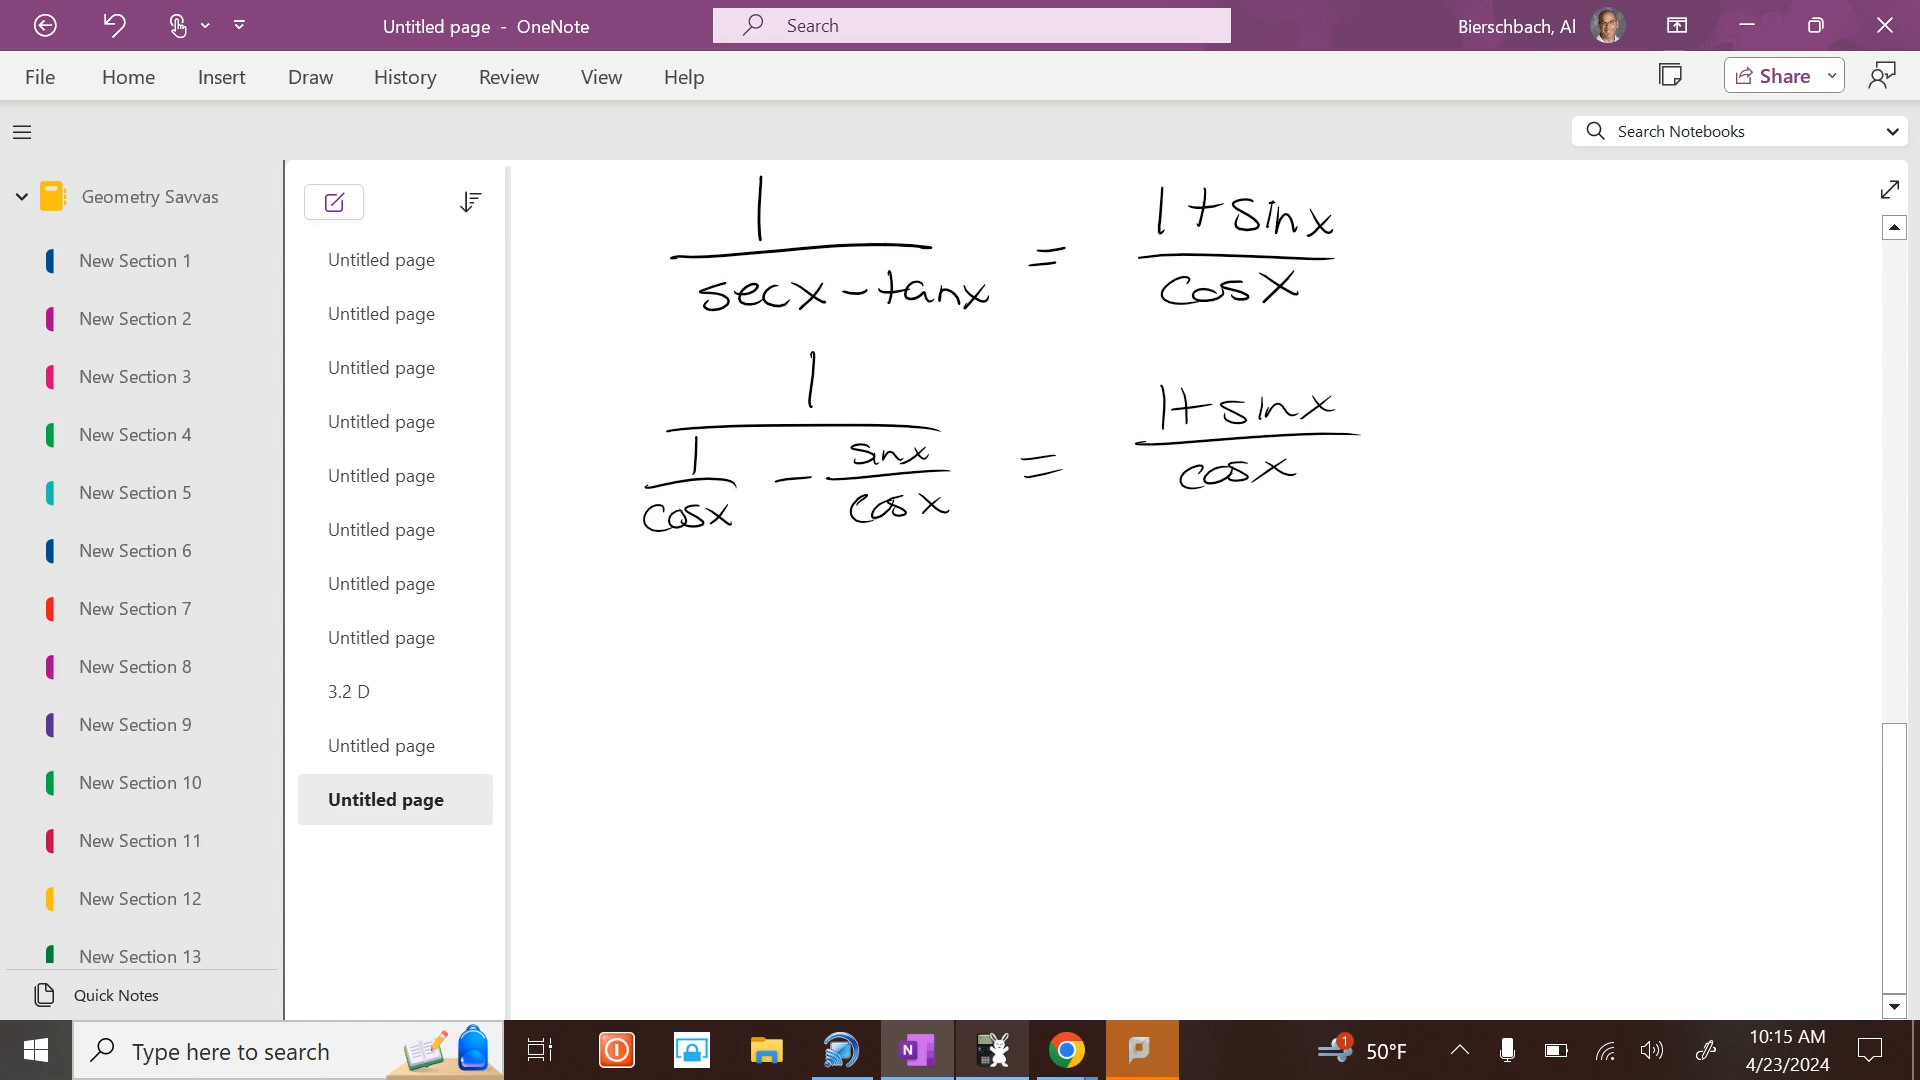 Untitled page - OneNote
Search
Bierschbach, Al
File Home Insert Draw History Review View Help
Share
Search Notebooks
Geometry Savvas
New Section 1
New Section 2
New Section 3
New Section 4
New Section 5
New Section 6
New Section 7
New Section 8
New Section 9
New Section 10
New Section 11
New Section 12
New Section 13
Quick Notes
Untitled page
Untitled page
Untitled page
Untitled page
Untitled page
Untitled page
Untitled page
Untitled page
3.2 D
Untitled page
Untitled page
1 1+sinx
=
secx-tanx cosx
1 1+sinx
1 - sinx =
cosx cosx cosx
Type here to search
1
50°F
10:15 AM
4/23/2024